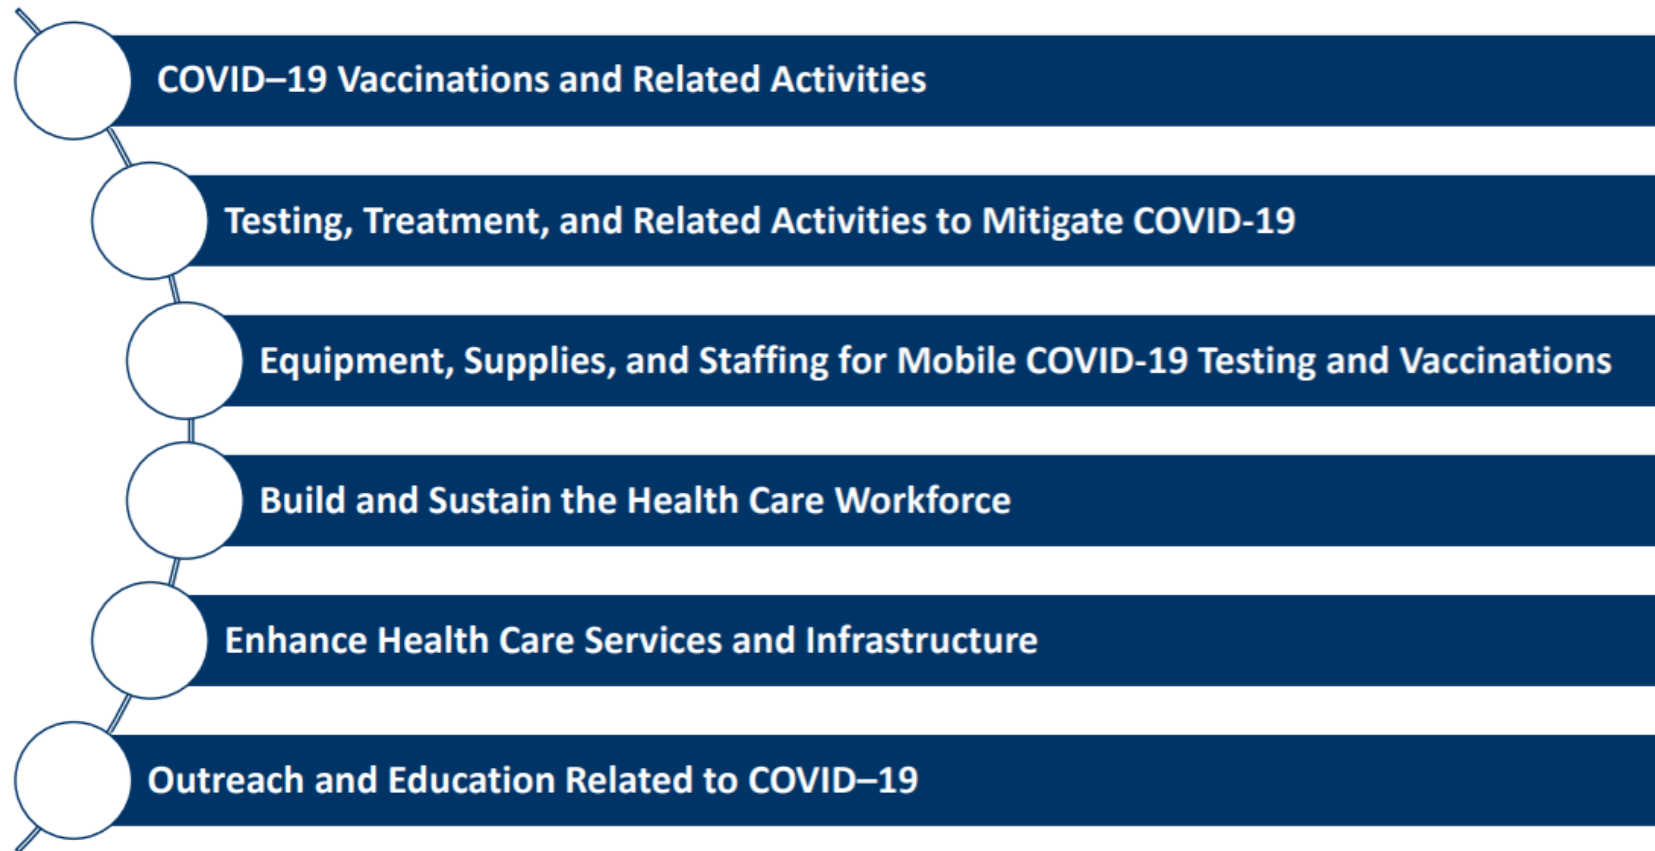 COVID–19 Vaccinations and Related Activities
Testing, Treatment, and Related Activities to Mitigate COVID-19
Equipment, Supplies, and Staffing for Mobile COVID-19 Testing and Vaccinations
Build and Sustain the Health Care Workforce
Enhance Health Care Services and Infrastructure
Outreach and Education Related to COVID–19